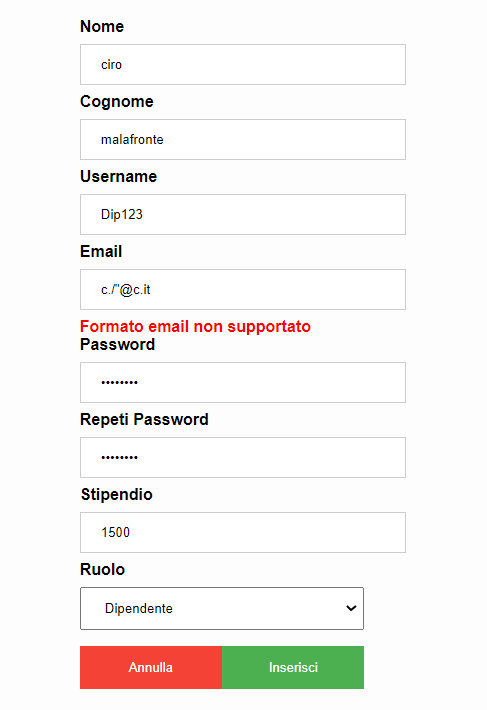 Nome
ciro
Cognome
malafronte
Username
Dip123
Email
c./"@c.it
Formato email non supportato
Password
••••••••
Repeti Password
••••••••
Stipendio
1500
Ruolo
Dipendente
Annulla Inserisci